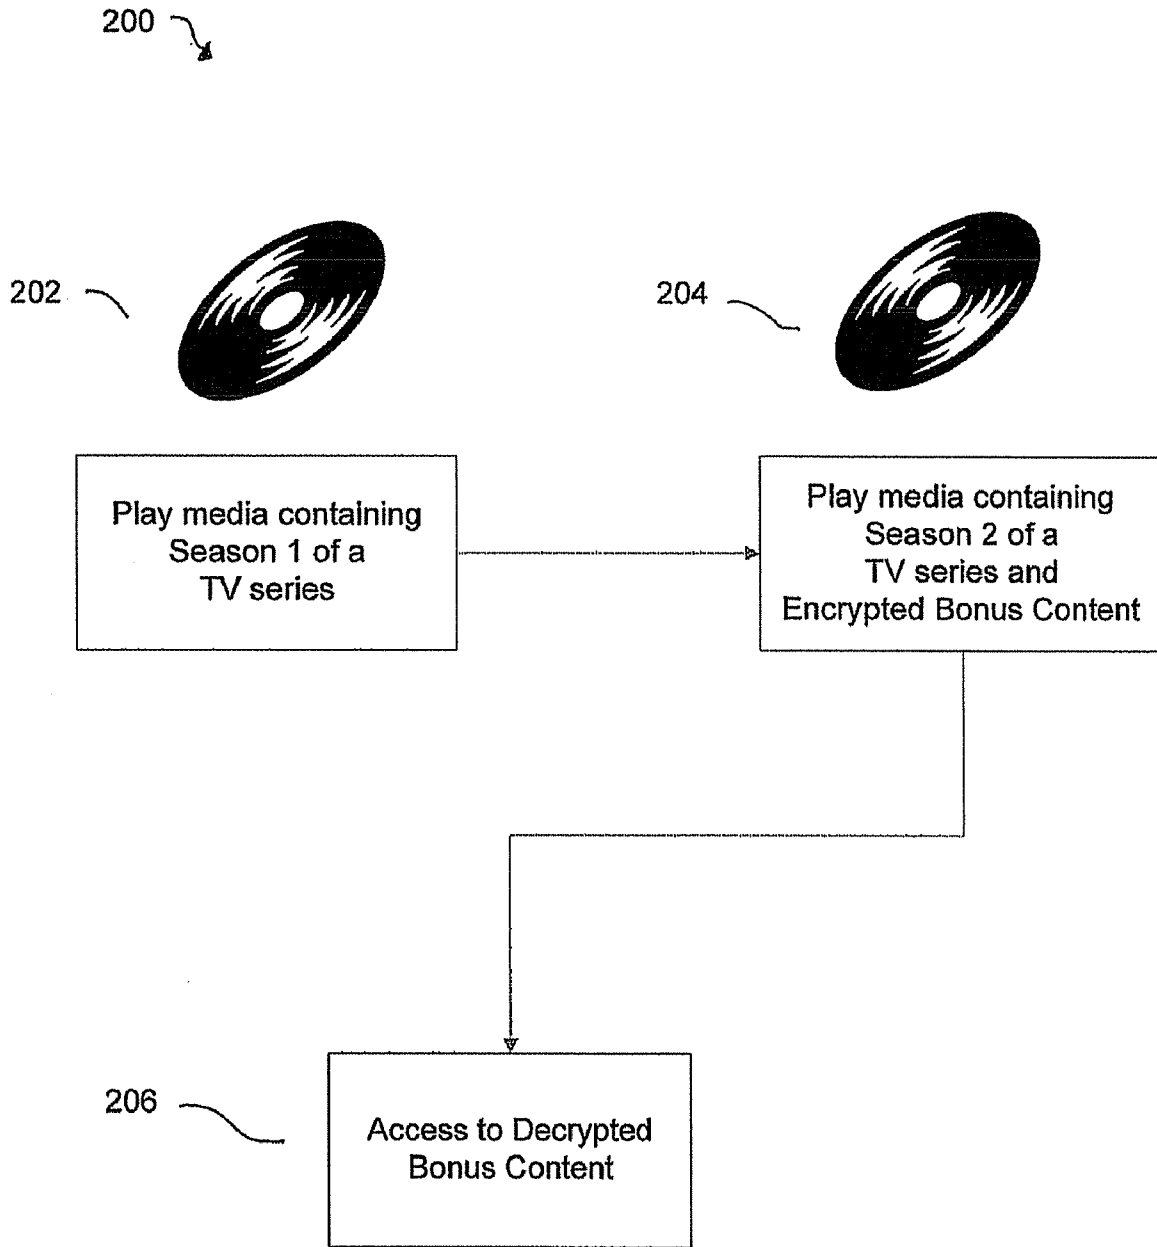 200
202
204
Play media containing
Season 1 of a
TV series
Play media containing
Season 2 of a
TV series and
Encrypted Bonus Content
206
Access to Decrypted
Bonus Content